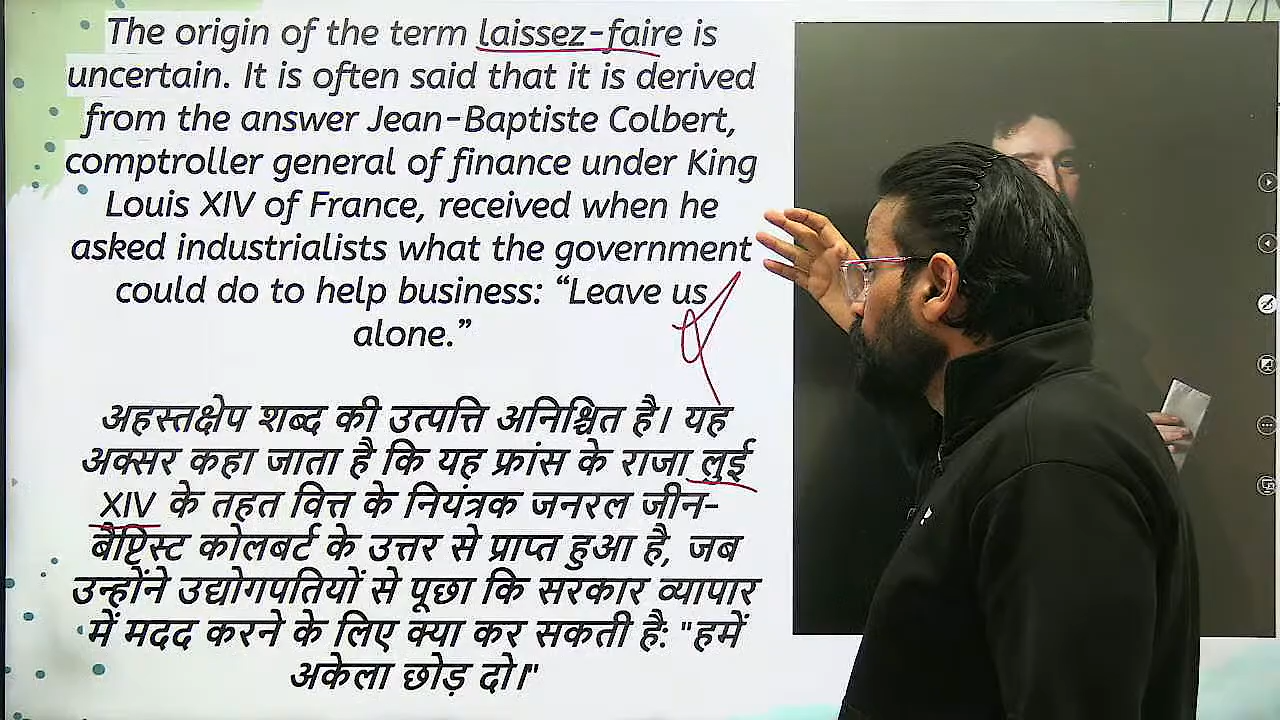 The origin of the term laissez-faire is
uncertain. It is often said that it is derived
from the answer Jean-Baptiste Colbert,
comptroller general of finance under King
Louis XIV of France, received when he
asked industrialists what the government
could do to help business: “Leave us
alone.”
अहस्तक्षेप शब्द की उत्पत्ति अनिश्चित है। यह
अक्सर कहा जाता है कि यह फ्रांस के राजा लुई
XIV के तहत वित्त के नियंत्रक जनरल जीन-
बैप्टिस्ट कोलबर्ट के उत्तर से प्राप्त हुआ है, जब
उन्होंने उद्योगपतियों से पूछा कि सरकार व्यापार
में मदद करने के लिए क्या कर सकती है: "हमें
अकेला छोड़ दो।"